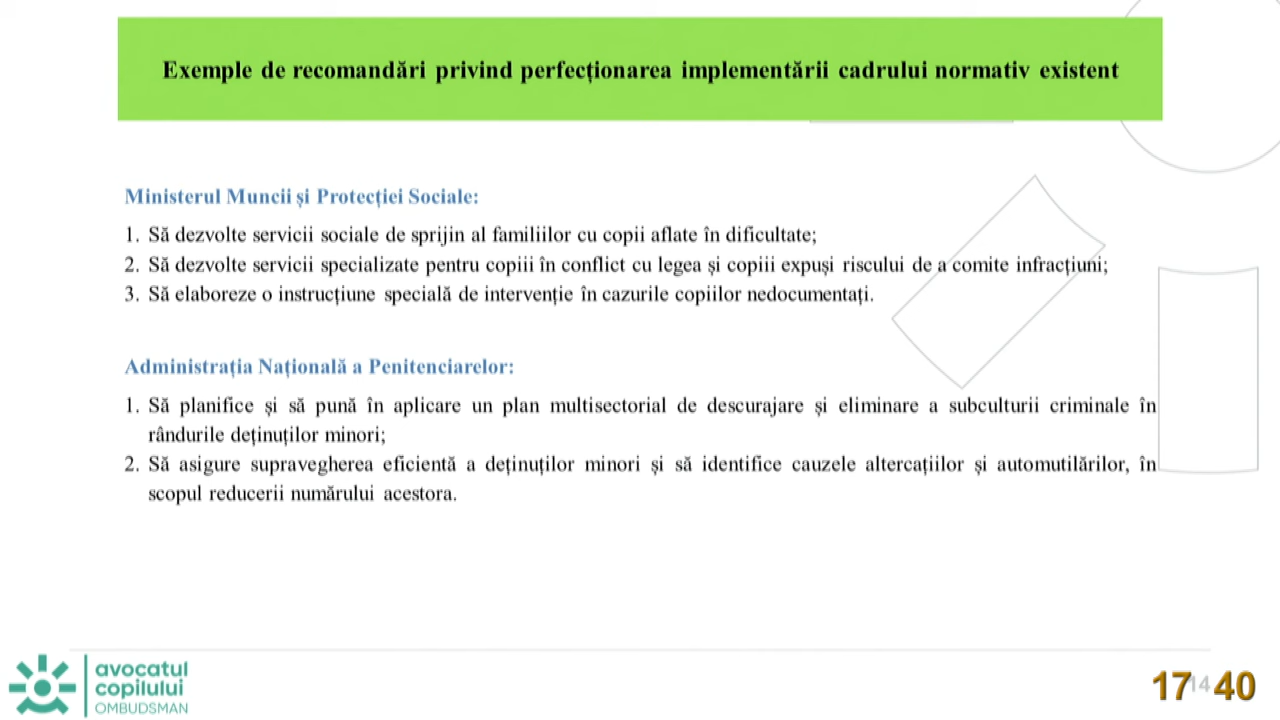 Exemple de recomandări privind perfecționarea implementării cadrului normativ existent
Ministerul Muncii și Protecției Sociale:
1. Să dezvolte servicii sociale de sprijin al familiilor cu copii aflate în dificultate;
2. Să dezvolte servicii specializate pentru copiii în conflict cu legea și copiii expuși riscului de a comite infracțiuni;
3. Să elaboreze o instrucțiune specială de intervenție în cazurile copiilor nedocumentați.
Administrația Națională a Penitenciarelor:
1. Să planifice și să pună în aplicare un plan multisectorial de descurajare și eliminare a subculturii criminale în
rândurile deținuților minori;
2. Să asigure supravegherea eficientă a deținuților minori și să identifice cauzele altercațiilor și automutilărilor, în
scopul reducerii numărului acestora.
avocatul
copilului
OMBUDSMAN
17 14 40